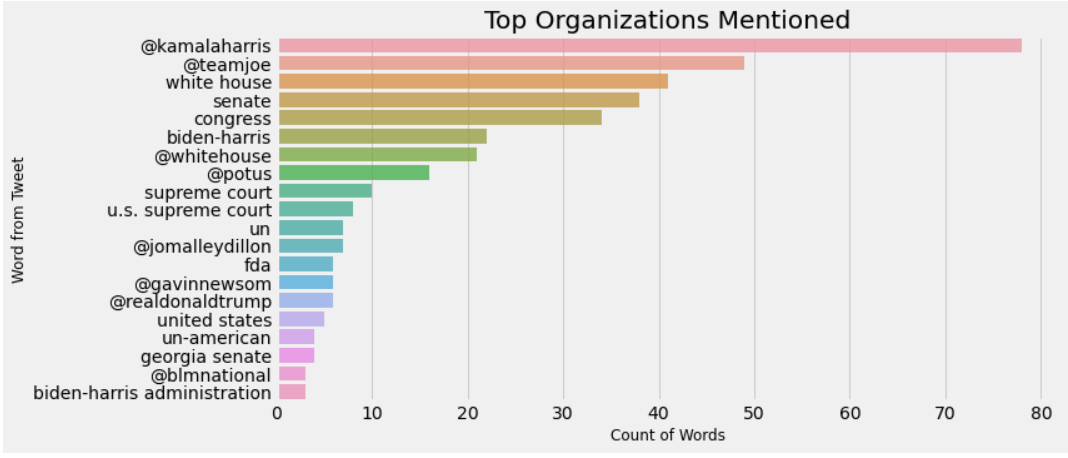 Top Organizations Mentioned
Word from Tweet
@kamalaharris
@teamjoe
white house
senate
congress
biden-harris
@whitehouse
@potus
supreme court
u.s. supreme court
un
@jomalleydillon
fda
@gavinnewsom
@realdonaldtrump
united states
un-american
georgia senate
@blmnational
biden-harris administration
0 10 20 30 40 50 60 70 80
Count of Words